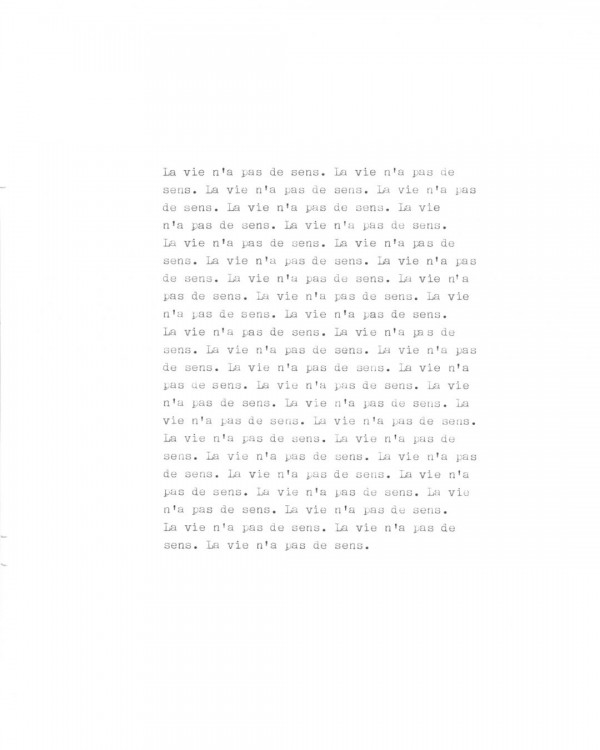 La vie n'a pas de sens. La vie n'a pas de
sens. La vie n'a pas de sens. La vie n'a pas
de sens. La vie n'a pas de sens. La vie
n'a pas de sens. La vie n'a pas de sens.
La vie n'a pas de sens. La vie n'a pas de
sens. La vie n'a pas de sens. La vie n'a pas
de sens. La vie n'a pas de sens. La vie n'a
pas de sens. La vie n'a pas de sens. La vie
n'a pas de sens. La vie n'a pas de sens.
La vie n'a pas de sens. La vie n'a pas de
sens. La vie n'a pas de sens. La vie n'a pas
de sens. La vie n'a pas de sens. La vie n'a
pas de sens. La vie n'a pas de sens. La vie
n'a pas de sens. La vie n'a pas de sens. La
vie n'a pas de sens. La vie n'a pas de sens.
La vie n'a pas de sens. La vie n'a pas de
sens. La vie n'a pas de sens. La vie n'a pas
de sens. La vie n'a pas de sens. La vie n'a
pas de sens. La vie n'a pas de sens. La vie
n'a pas de sens. La vie n'a pas de sens.
La vie n'a pas de sens. La vie n'a pas de
sens. La vie n'a pas de sens.